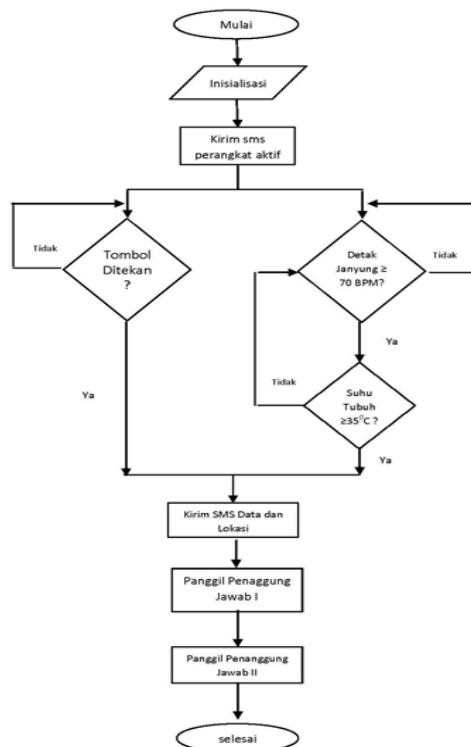 Mulai
Inisialisasi
Kirim sms
perangkat aktif
Tidak
Tombol
Ditekan
?
Ya
Detak
Janyung ≥
70 BPM?
Tidak
Ya
Tidak
Suhu
Tubuh
≥35°C ?
Ya
Kirim SMS Data dan
Lokasi
Panggil Penaggung
Jawab I
Panggil Penanggung
Jawab II
selesai